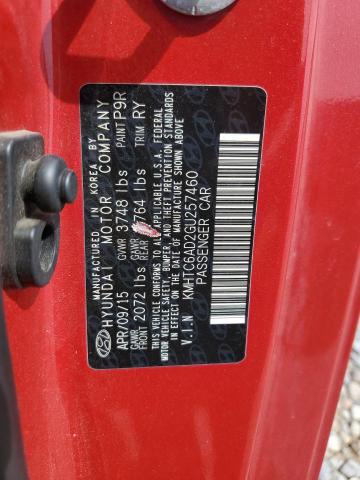 MANUFACTURED IN KOREA BY
HYUNDAI MOTOR COMPANY
APR/09/15 GVWR 3748 lbs PAINT P9R
GAWR FRONT 2072 lbs GAWR REAR 1764 lbs TRIM RY
THIS VEHICLE CONFORMS TO ALL APPLICABLE U.S.A. FEDERAL
MOTOR VEHICLE SAFETY, BUMPER, AND THEFT PREVENTION STANDARDS
IN EFFECT ON THE DATE OF MANUFACTURE SHOWN ABOVE.
V.I.N KMHTC6AD2GU257460
PASSENGER CAR